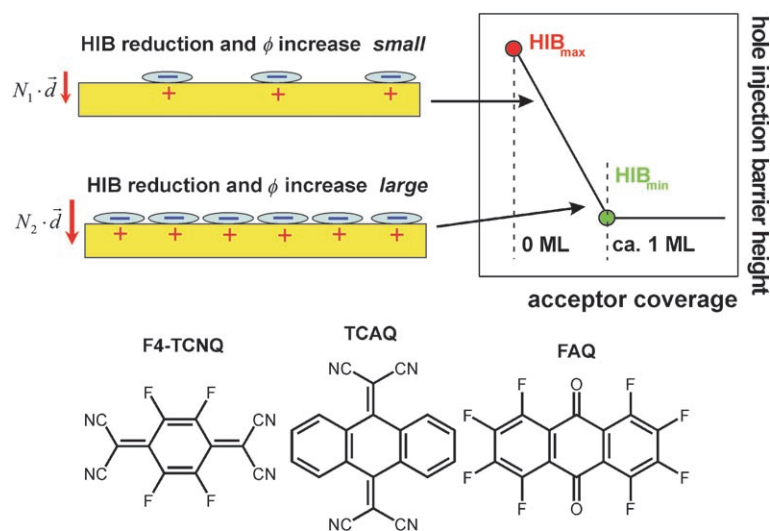 HIB reduction and ϕ increase small
N₁ · d⃗
− − −
+ + +
HIB reduction and ϕ increase large
N₂ · d⃗
− − − − − −
+ + + + + +
HIBmax
HIBmin
0 ML
ca. 1 ML
hole injection barrier height
acceptor coverage
F4-TCNQ
NC
F
F
CN
NC
F
F
CN
TCAQ
NC
CN
NC
CN
FAQ
F
O
F
F
F
F
F
F
O
F